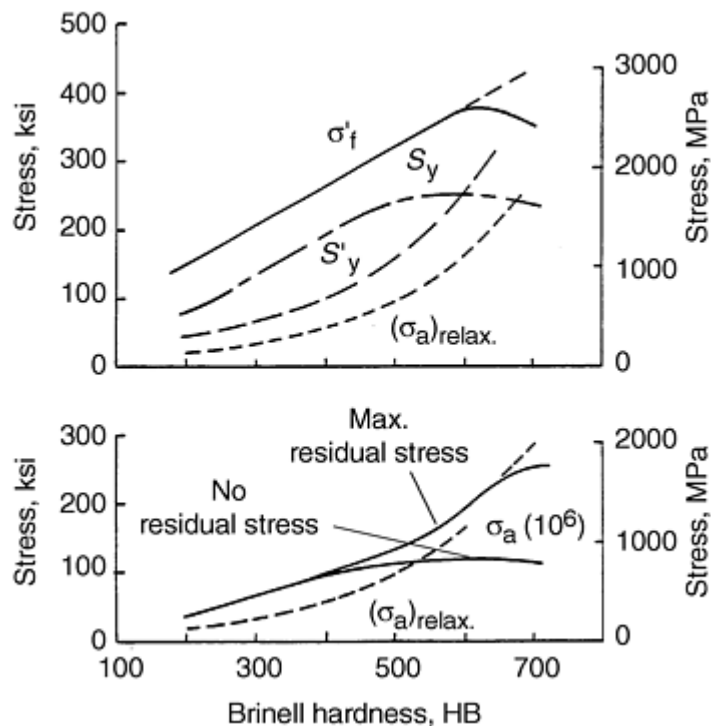 500
400
300
200
100
0
Stress, ksi
3000
2000
1000
0
Stress, MPa
σ'f
Sy
S'y
(σa)relax.
300
200
100
0
Stress, ksi
2000
1000
0
Stress, MPa
Max.
residual stress
No
residual stress
σa (10⁶)
(σa)relax.
100 300 500 700
Brinell hardness, HB